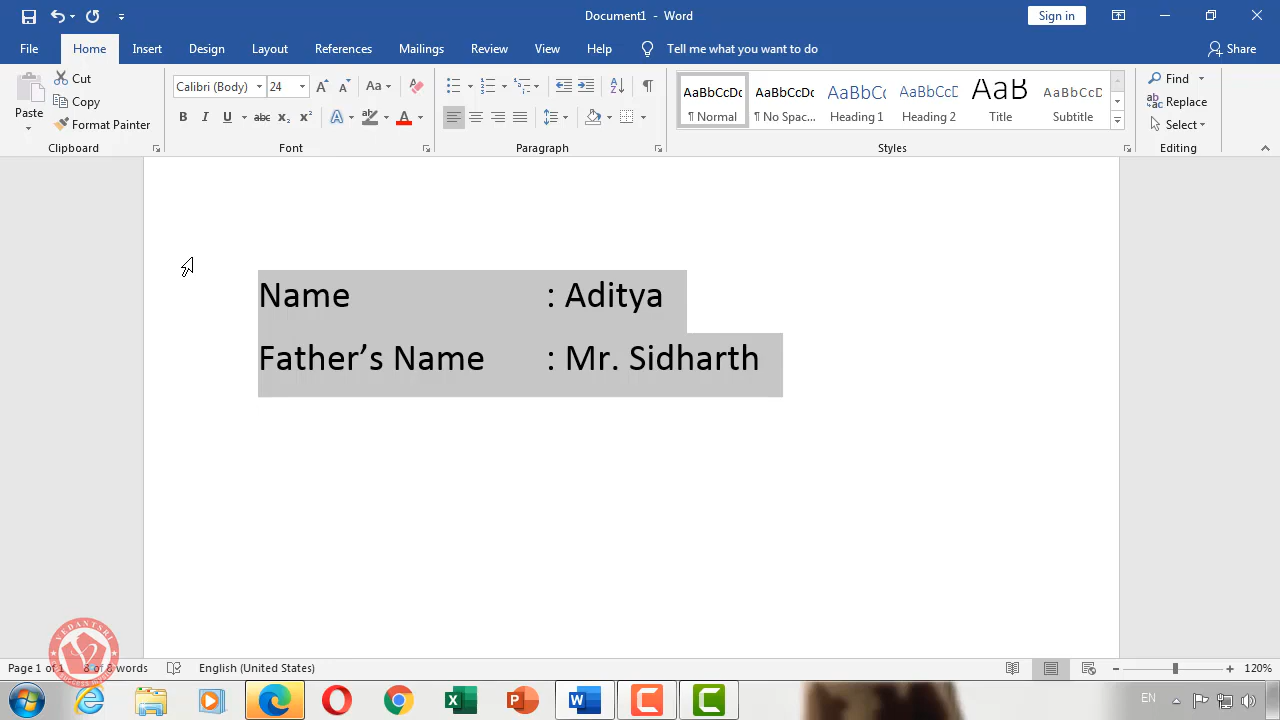 Document1 - Word
Sign in
File Home Insert Design Layout References Mailings Review View Help Tell me what you want to do Share
Cut
Copy
Format Painter
Paste
Clipboard
Calibri (Body) 24
Font
Paragraph
AaBbCcDc AaBbCcDc AaBbCc AaBbCcD AaB AaBbCcD
¶ Normal ¶ No Spac... Heading 1 Heading 2 Title Subtitle
Styles
Find
Replace
Select
Editing
Name : Aditya
Father’s Name : Mr. Sidharth
VEDANTSRI
Page 1 of 1 8 of 8 words English (United States) 120%
EN